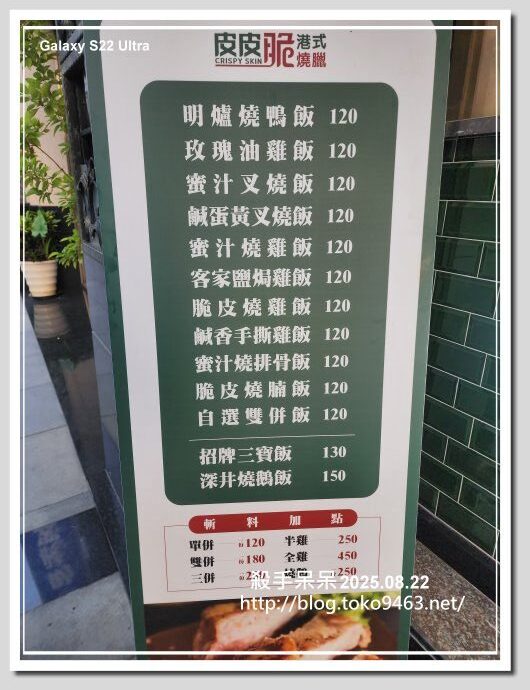 Galaxy S22 Ultra
皮皮脆 港式燒臘
CRISPY SKIN
明爐燒鴨飯 120
玫瑰油雞飯 120
蜜汁叉燒飯 120
鹹蛋黃叉燒飯 120
蜜汁燒雞飯 120
客家鹽焗雞飯 120
脆皮燒雞飯 120
鹹香手撕雞飯 120
蜜汁燒排骨飯 120
脆皮燒腩飯 120
自選雙併飯 120
招牌三寶飯 130
深井燒鵝飯 150
斬料加點
單併 120 半雞 250
雙併 180 全雞 450
三併 250
殺手呆呆 2025.08.22
http://blog.toko9463.net/